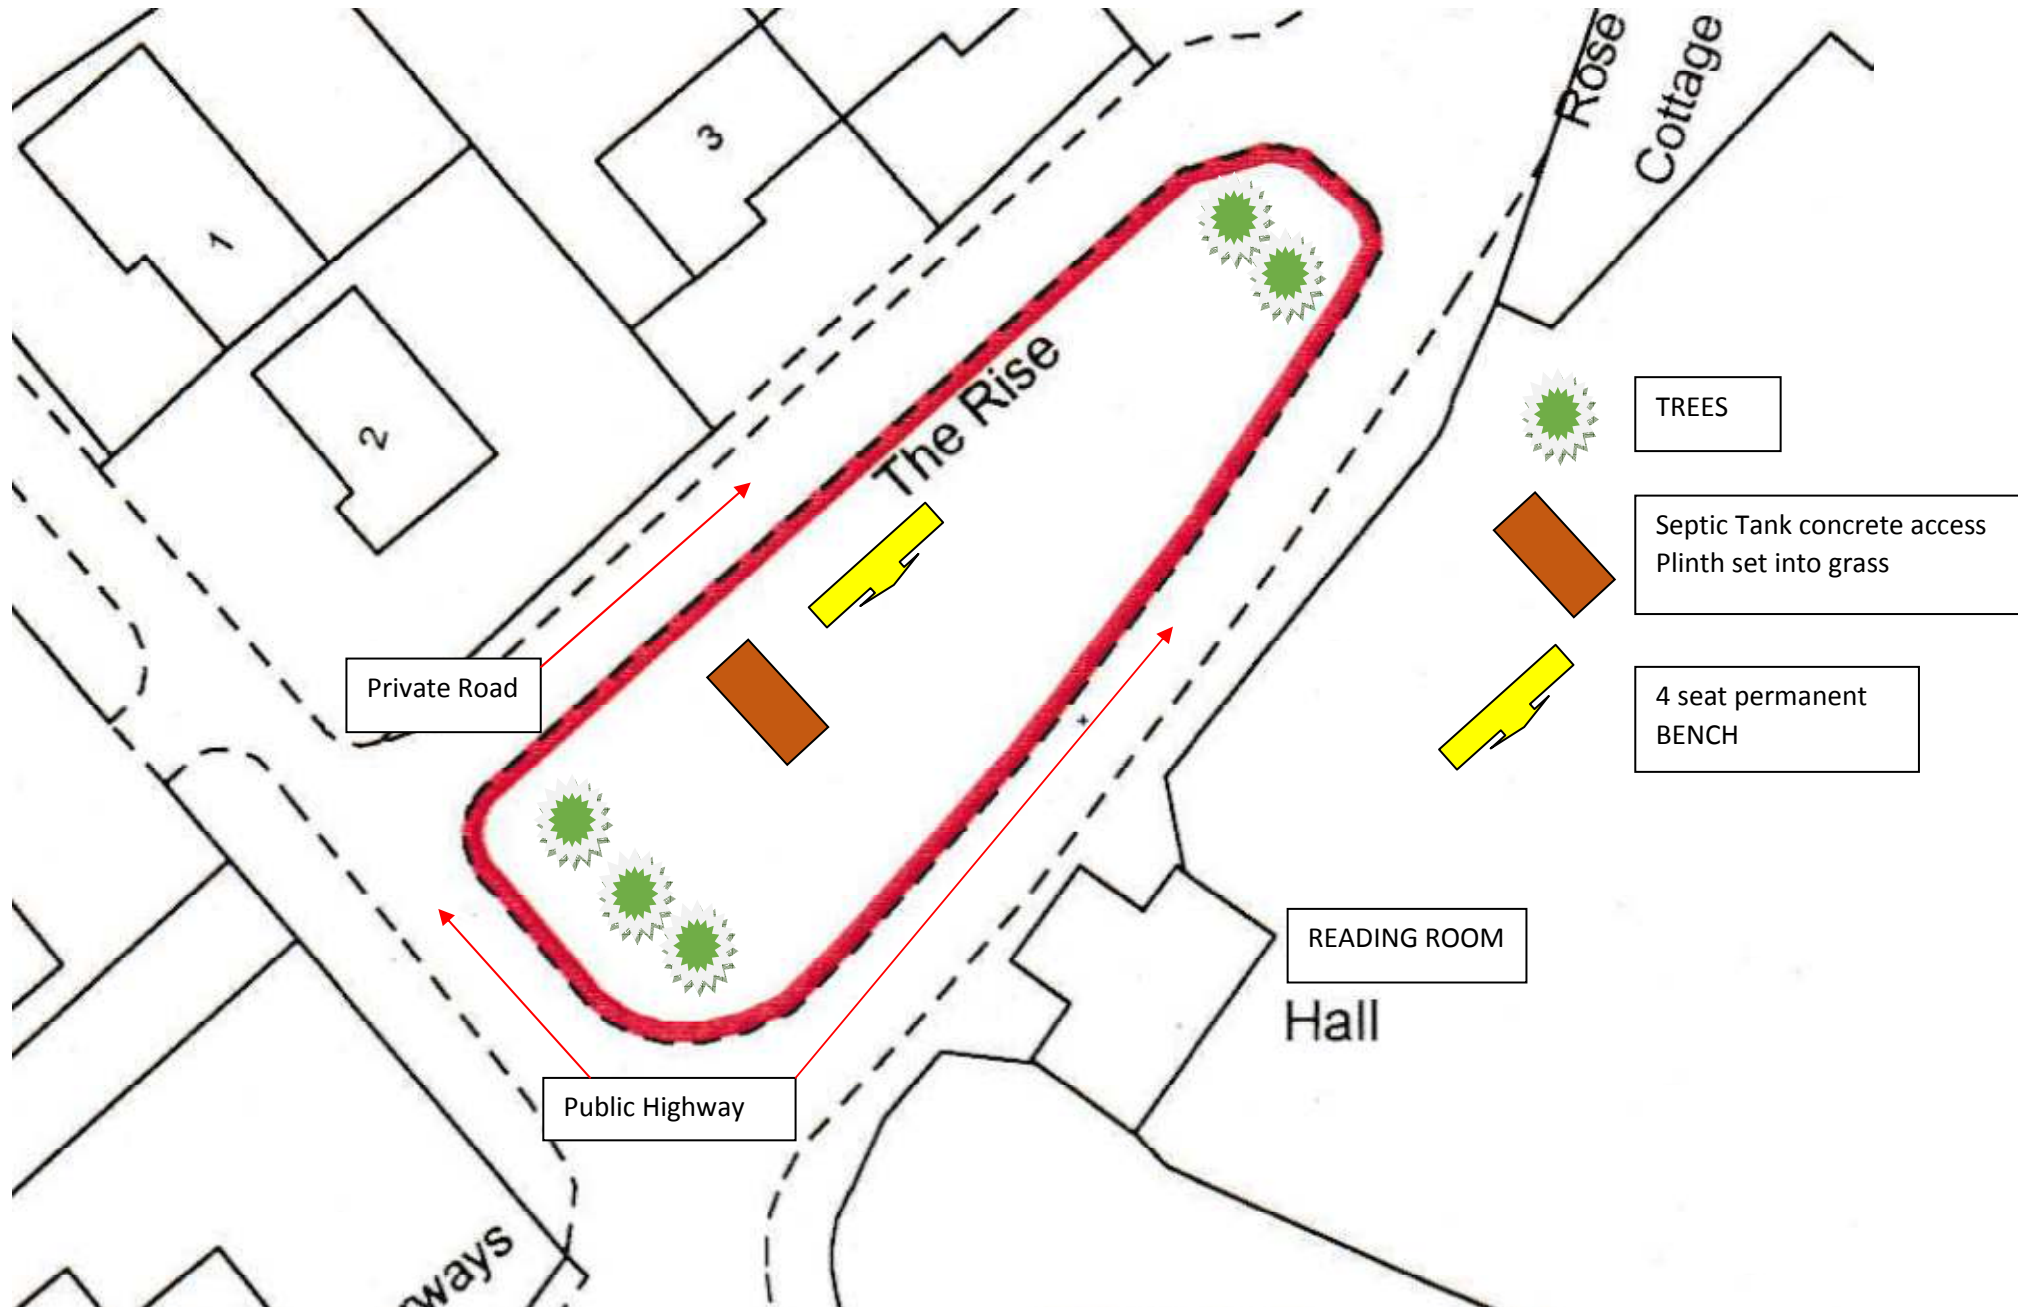 Rose
Cottage
3
1
2
The Rise
TREES
Septic Tank concrete access
Plinth set into grass
Private Road
4 seat permanent
BENCH
READING ROOM
Hall
Public Highway
rways